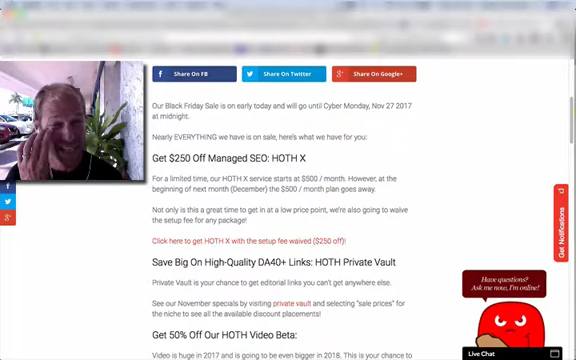 Share On FB
Share On Twitter
Share On Google+
Our Black Friday Sale is on early today and will go until Cyber Monday, Nov 27 2017
at midnight.
Nearly EVERYTHING we have is on sale, here's what we have for you:
Get $250 Off Managed SEO: HOTH X
For a limited time, our HOTH X service starts at $500 / month. However, at the
beginning of next month (December) the $500 / month plan goes away.
Not only is this a great time to get in at a low price point, we're also going to waive
the setup fee for any package!
Click here to get HOTH X with the setup fee waived ($250 off)!
Save Big On High-Quality DA40+ Links: HOTH Private Vault
Private Vault is your chance to get editorial links you can't get anywhere else.
See our November specials by visiting private vault and selecting "sale prices" for
the niche to see all the available discount placements!
Get 50% Off Our HOTH Video Beta:
Video is huge in 2017 and is going to be even bigger in 2018. This is your chance to
Get Notifications
Have questions?
Ask me now, I'm online!
Live Chat